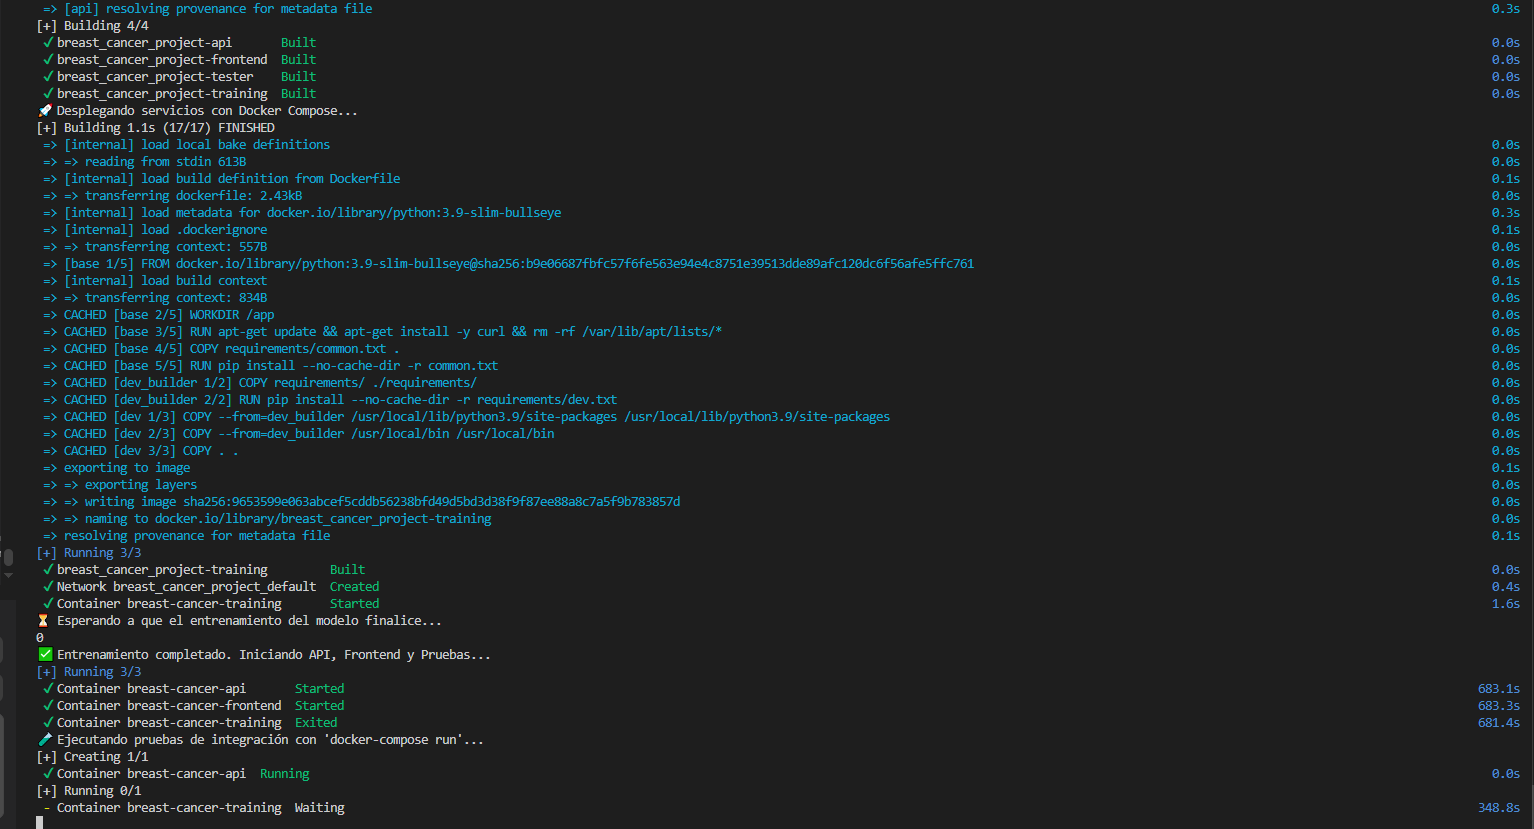 => [api] resolving provenance for metadata file 0.3s
[+] Building 4/4
✔ breast_cancer_project-api Built 0.0s
✔ breast_cancer_project-frontend Built 0.0s
✔ breast_cancer_project-tester Built 0.0s
✔ breast_cancer_project-training Built 0.0s
🚀 Desplegando servicios con Docker Compose...
[+] Building 1.1s (17/17) FINISHED
=> [internal] load local bake definitions 0.0s
=> => reading from stdin 613B 0.0s
=> [internal] load build definition from Dockerfile 0.1s
=> => transferring dockerfile: 2.43kB 0.0s
=> [internal] load metadata for docker.io/library/python:3.9-slim-bullseye 0.3s
=> [internal] load .dockerignore 0.1s
=> => transferring context: 557B 0.0s
=> [base 1/5] FROM docker.io/library/python:3.9-slim-bullseye@sha256:b9e06687fbfc57f6fe563e94e4c8751e39513dde89afc120dc6f56afe5ffc761 0.0s
=> [internal] load build context 0.1s
=> => transferring context: 834B 0.0s
=> CACHED [base 2/5] WORKDIR /app 0.0s
=> CACHED [base 3/5] RUN apt-get update && apt-get install -y curl && rm -rf /var/lib/apt/lists/* 0.0s
=> CACHED [base 4/5] COPY requirements/common.txt . 0.0s
=> CACHED [base 5/5] RUN pip install --no-cache-dir -r common.txt 0.0s
=> CACHED [dev_builder 1/2] COPY requirements/ ./requirements/ 0.0s
=> CACHED [dev_builder 2/2] RUN pip install --no-cache-dir -r requirements/dev.txt 0.0s
=> CACHED [dev 1/3] COPY --from=dev_builder /usr/local/lib/python3.9/site-packages /usr/local/lib/python3.9/site-packages 0.0s
=> CACHED [dev 2/3] COPY --from=dev_builder /usr/local/bin /usr/local/bin 0.0s
=> CACHED [dev 3/3] COPY . . 0.0s
=> exporting to image 0.1s
=> => exporting layers 0.0s
=> => writing image sha256:9653599e063abcef5cddb56238bfd49d5bd3d38f9f87ee88a8c7a5f9b783857d 0.0s
=> => naming to docker.io/library/breast_cancer_project-training 0.0s
=> resolving provenance for metadata file 0.1s
[+] Running 3/3
✔ breast_cancer_project-training Built 0.0s
✔ Network breast_cancer_project_default Created 0.4s
✔ Container breast-cancer-training Started 1.6s
⏳ Esperando a que el entrenamiento del modelo finalice...
0
✅ Entrenamiento completado. Iniciando API, Frontend y Pruebas...
[+] Running 3/3
✔ Container breast-cancer-api Started 683.1s
✔ Container breast-cancer-frontend Started 683.3s
✔ Container breast-cancer-training Exited 681.4s
🧪 Ejecutando pruebas de integración con 'docker-compose run'...
[+] Creating 1/1
✔ Container breast-cancer-api Running 0.0s
[+] Running 0/1
- Container breast-cancer-training Waiting 348.8s